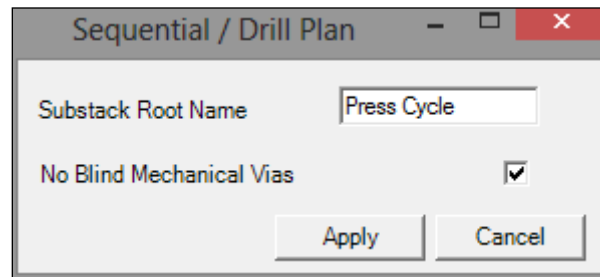 Sequential / Drill Plan
Substack Root Name Press Cycle
No Blind Mechanical Vias
Apply Cancel